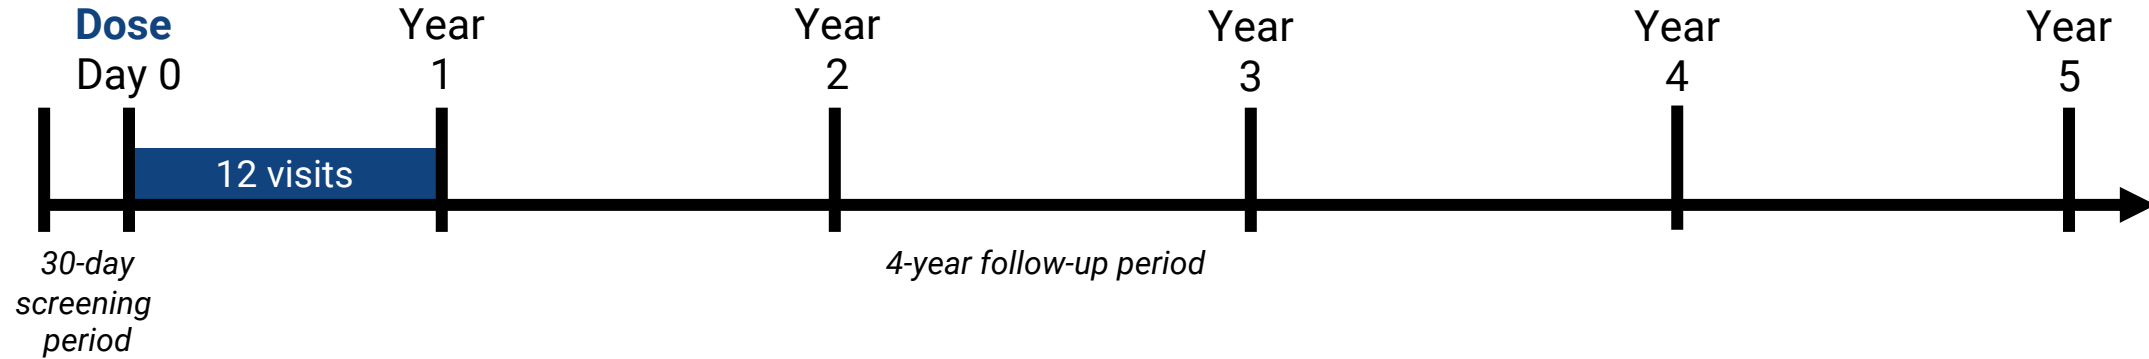 Dose
Day 0
Year
1
Year
2
Year
3
Year
4
Year
5
12 visits
30-day
screening
period
4-year follow-up period